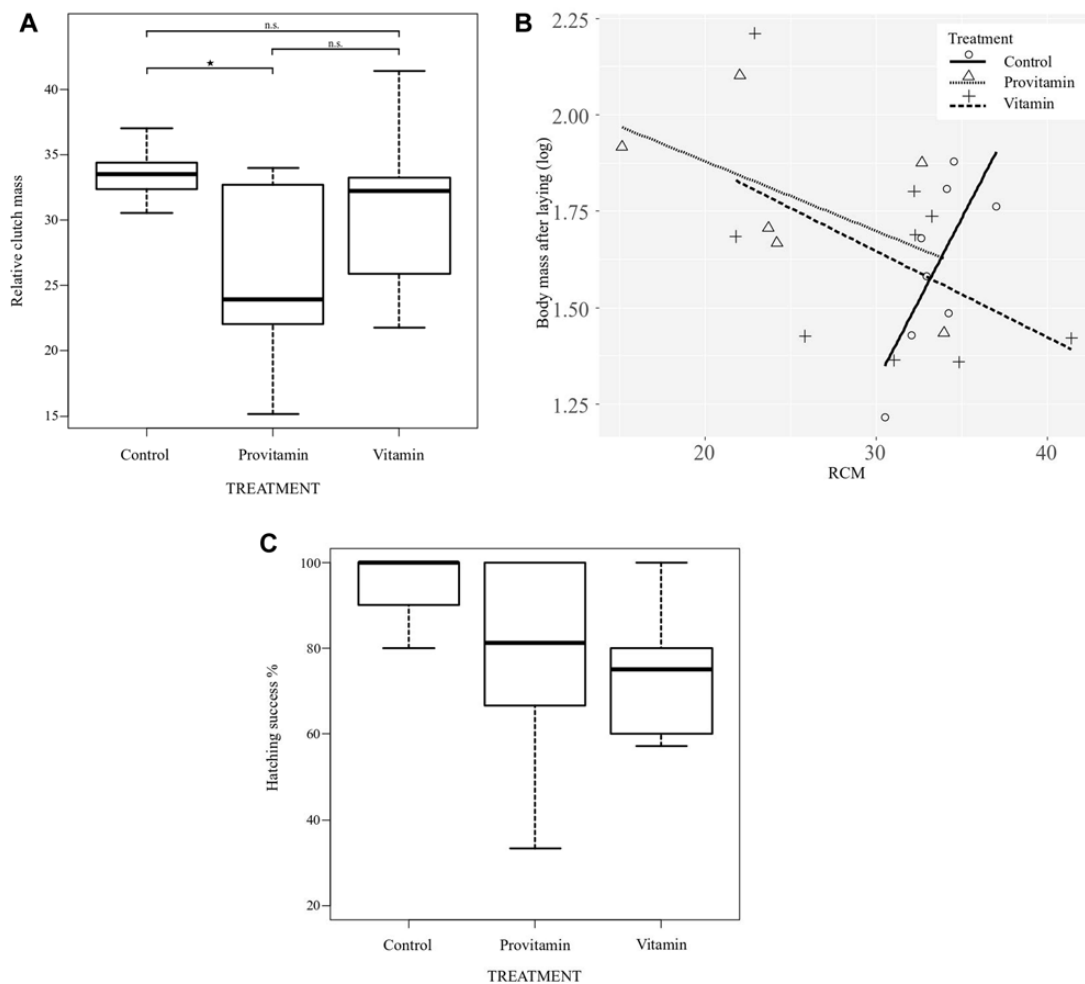 A
n.s.
n.s.
★
Relative clutch mass
40
35
30
25
20
15
Control Provitamin Vitamin
TREATMENT
B
Body mass after laying (log)
2.25
2.00
1.75
1.50
1.25
20 30 40
RCM
Treatment
Control
Provitamin
Vitamin
C
Hatching success %
100
80
60
40
20
Control Provitamin Vitamin
TREATMENT